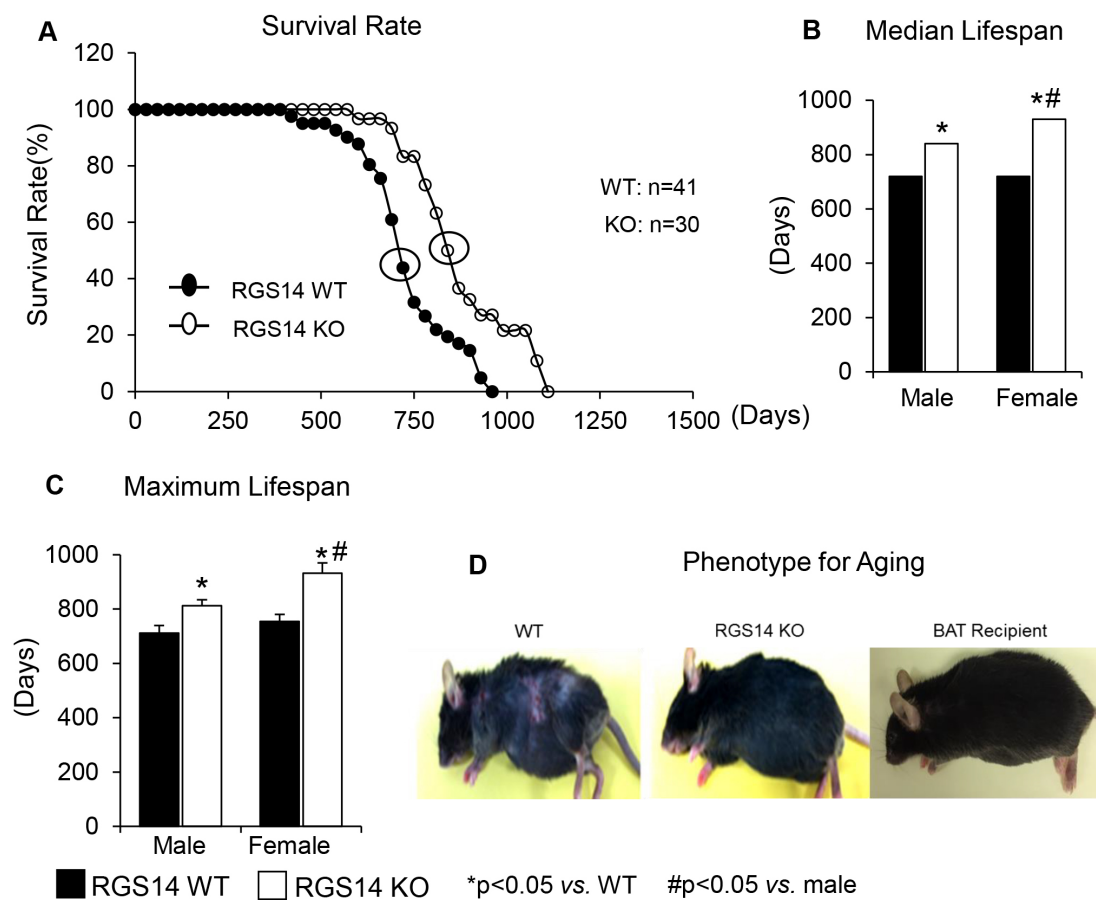 A
Survival Rate
120
100
80
60
40
20
0
Survival Rate(%)
0 250 500 750 1000 1250 1500 (Days)
WT: n=41
KO: n=30
RGS14 WT
RGS14 KO
B
Median Lifespan
1000
800
600
400
200
0
(Days)
*
*#
Male Female
C
Maximum Lifespan
1000
800
600
400
200
0
(Days)
*
*#
Male Female
D
Phenotype for Aging
WT RGS14 KO BAT Recipient
RGS14 WT RGS14 KO *p<0.05 vs. WT #p<0.05 vs. male